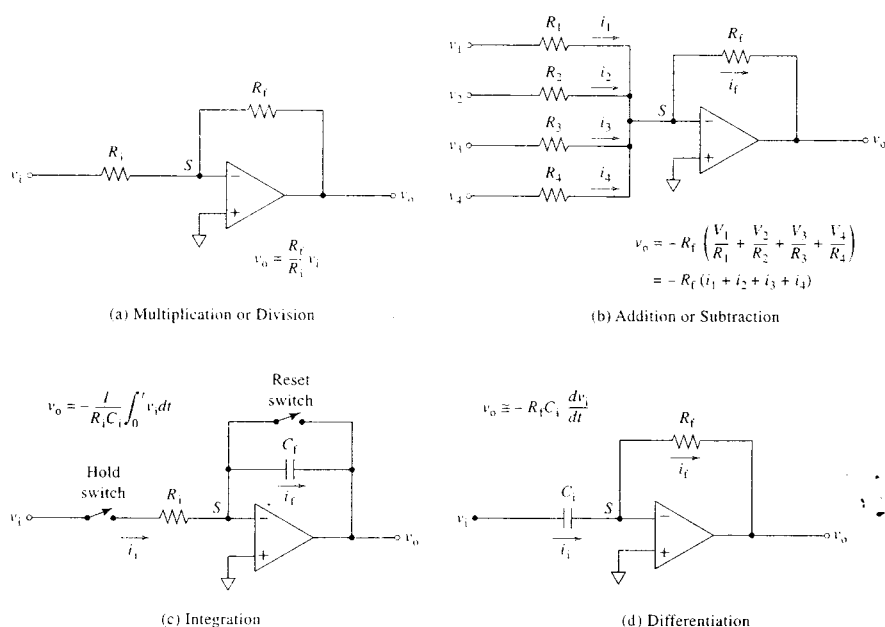 R_f
R_i
S
v_i
−
+
v_o
v_o = R_f/R_i v_i
(a) Multiplication or Division
R_1 i_1
v_1
R_2 i_2
v_2
R_3 i_3
v_3
R_4 i_4
v_4
R_f
i_f
S
−
+
v_o
v_o = − R_f (V_1/R_1 + V_2/R_2 + V_3/R_3 + V_4/R_4)
= − R_f (i_1 + i_2 + i_3 + i_4)
(b) Addition or Subtraction
v_o = − 1/(R_i C_i) ∫_0^t v_i dt
Reset
switch
C_f
i_f
Hold
switch
R_i
S
v_i
i_i
−
+
v_o
(c) Integration
v_o ≅ − R_f C_i dv_i/dt
R_f
i_f
C_i
S
v_i
i_i
−
+
v_o
(d) Differentiation